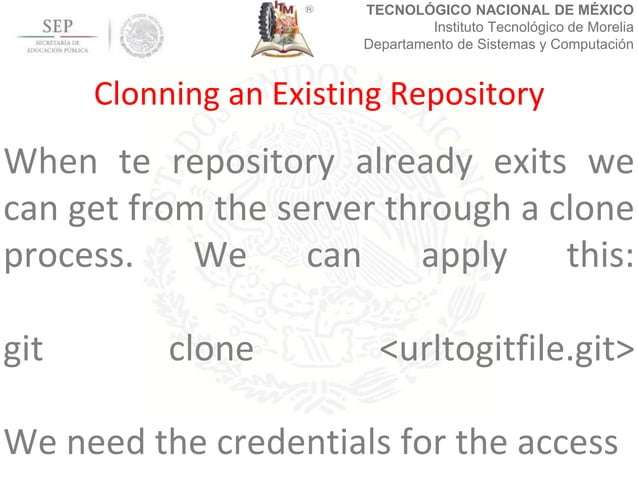 SEP
SECRETARÍA DE
EDUCACIÓN PÚBLICA
ITM
®
TECNOLÓGICO NACIONAL DE MÉXICO
Instituto Tecnológico de Morelia
Departamento de Sistemas y Computación
Clonning an Existing Repository
When te repository already exits we
can get from the server through a clone
process. We can apply this:
git clone <urltogitfile.git>
We need the credentials for the access